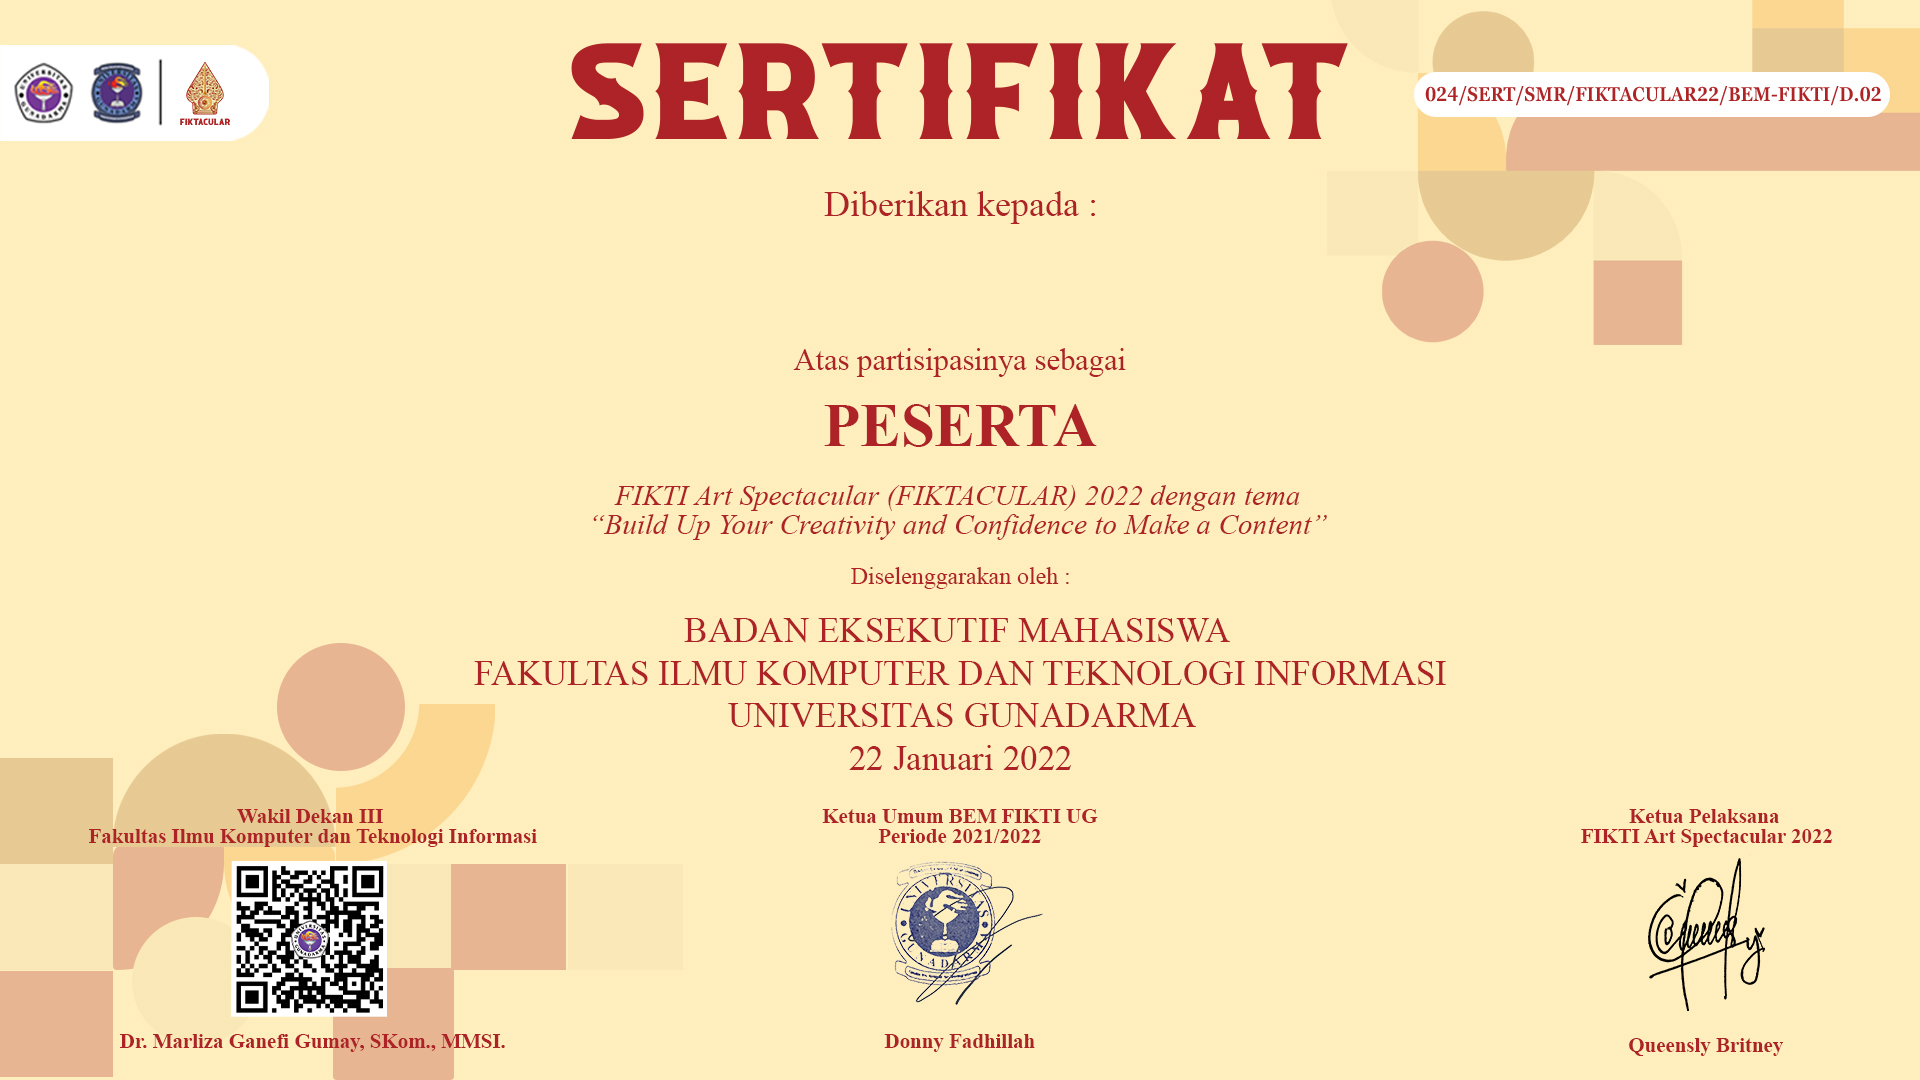 SERTIFIKAT
FIKTACULAR
024/SERT/SMR/FIKTACULAR22/BEM-FIKTI/D.02
Diberikan kepada :
Atas partisipasinya sebagai
PESERTA
FIKTI Art Spectacular (FIKTACULAR) 2022 dengan tema
“Build Up Your Creativity and Confidence to Make a Content”
Diselenggarakan oleh :
BADAN EKSEKUTIF MAHASISWA
FAKULTAS ILMU KOMPUTER DAN TEKNOLOGI INFORMASI
UNIVERSITAS GUNADARMA
22 Januari 2022
Wakil Dekan III
Fakultas Ilmu Komputer dan Teknologi Informasi
Dr. Marliza Ganefi Gumay, SKom., MMSI.
Ketua Umum BEM FIKTI UG
Periode 2021/2022
UNIVERSITAS
GUNADARMA
Donny Fadhillah
Ketua Pelaksana
FIKTI Art Spectacular 2022
Queensly Britney